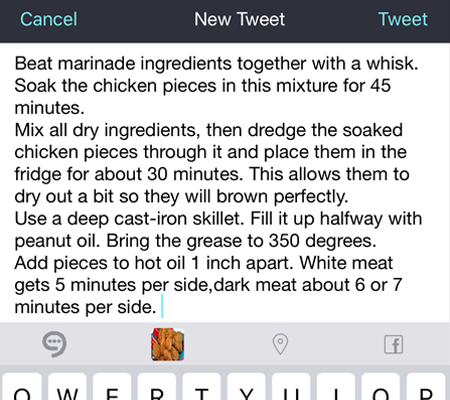 Cancel New Tweet Tweet
Beat marinade ingredients together with a whisk.
Soak the chicken pieces in this mixture for 45
minutes.
Mix all dry ingredients, then dredge the soaked
chicken pieces through it and place them in the
fridge for about 30 minutes. This allows them to
dry out a bit so they will brown perfectly.
Use a deep cast-iron skillet. Fill it up halfway with
peanut oil. Bring the grease to 350 degrees.
Add pieces to hot oil 1 inch apart. White meat
gets 5 minutes per side,dark meat about 6 or 7
minutes per side.
f
Q W E R T Y U I O P